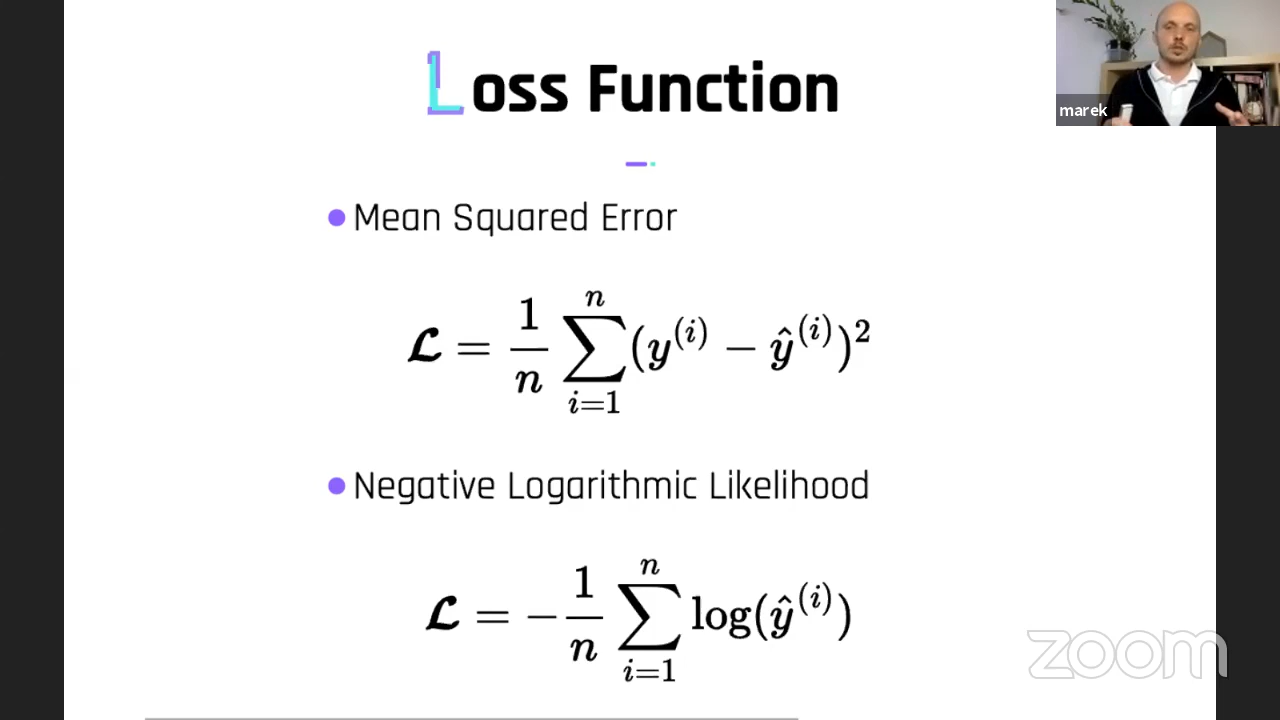 Loss Function
marek
Mean Squared Error
𝓛 = 1/n ∑_{i=1}^{n} (y^{(i)} − ŷ^{(i)})²
Negative Logarithmic Likelihood
𝓛 = −1/n ∑_{i=1}^{n} log(ŷ^{(i)})
zoom